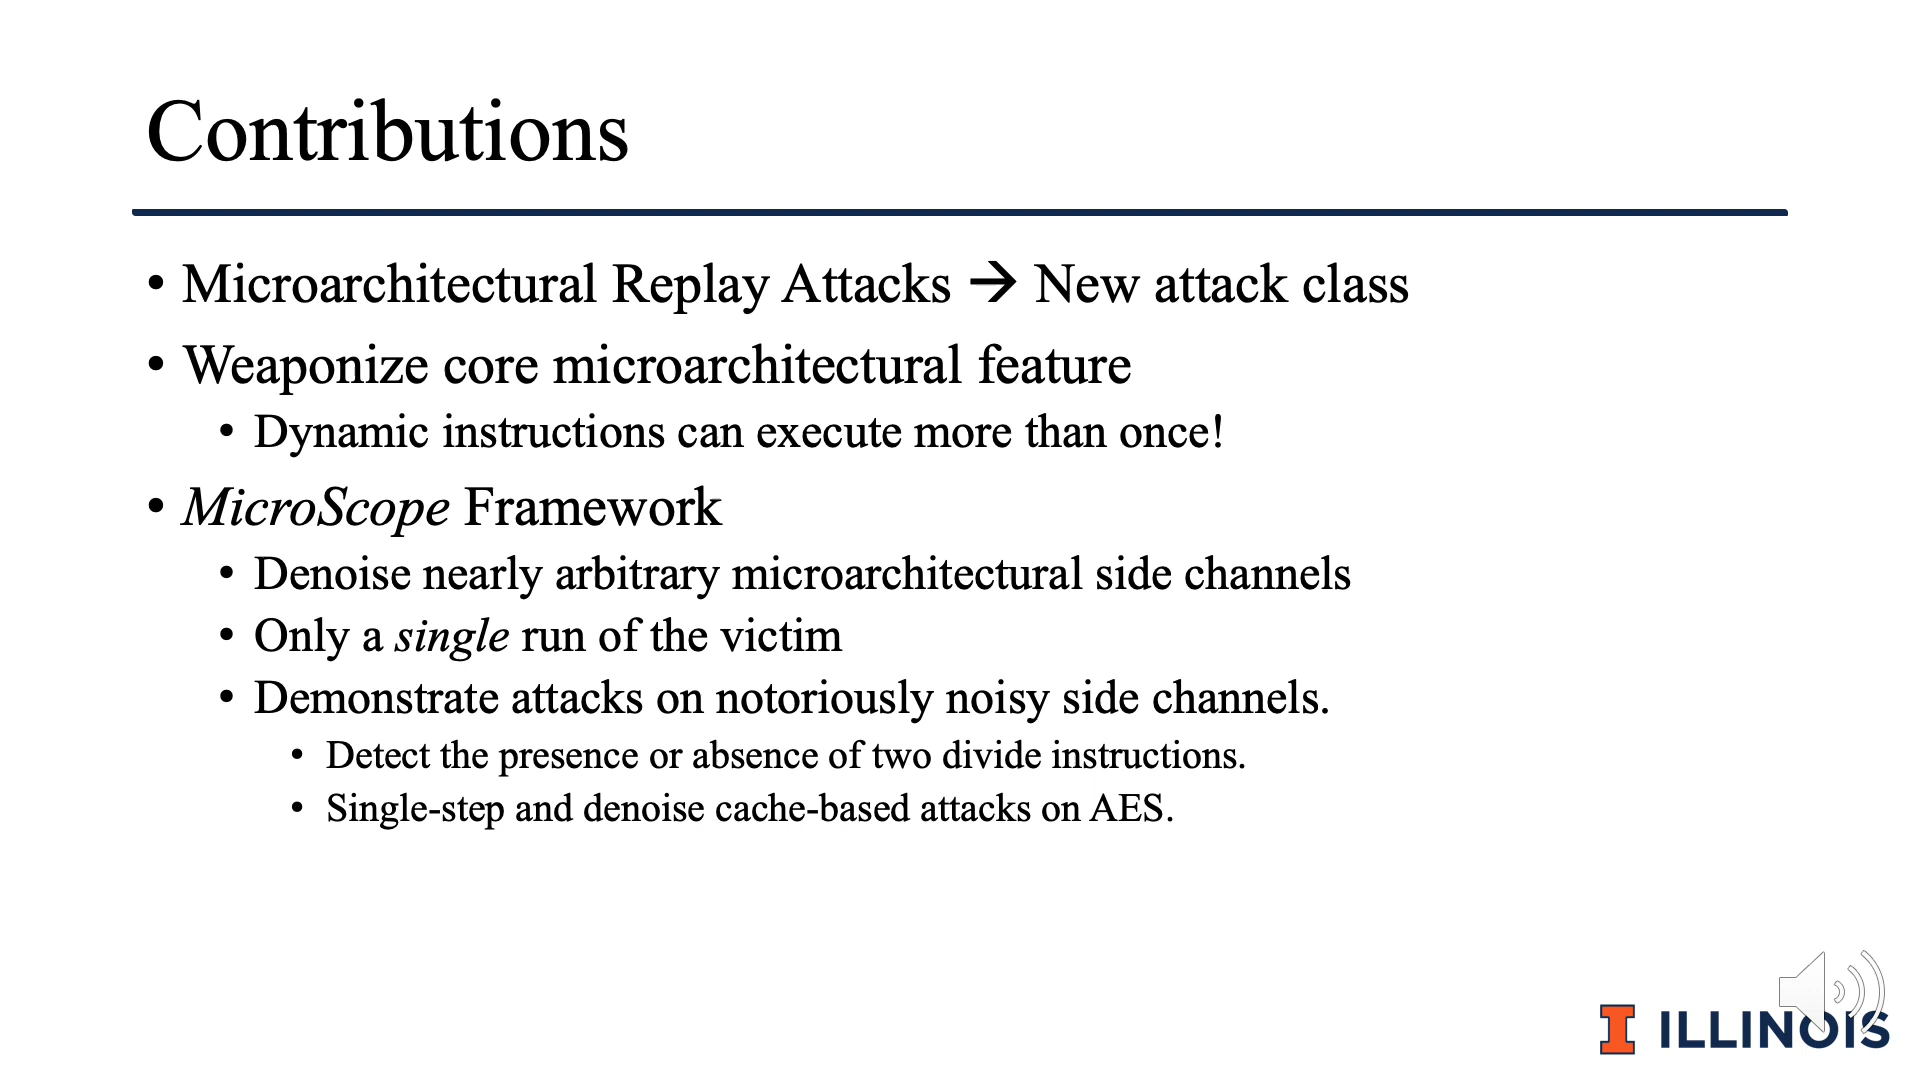 Contributions
• Microarchitectural Replay Attacks → New attack class
• Weaponize core microarchitectural feature
• Dynamic instructions can execute more than once!
• MicroScope Framework
• Denoise nearly arbitrary microarchitectural side channels
• Only a single run of the victim
• Demonstrate attacks on notoriously noisy side channels.
• Detect the presence or absence of two divide instructions.
• Single-step and denoise cache-based attacks on AES.
I ILLINOIS